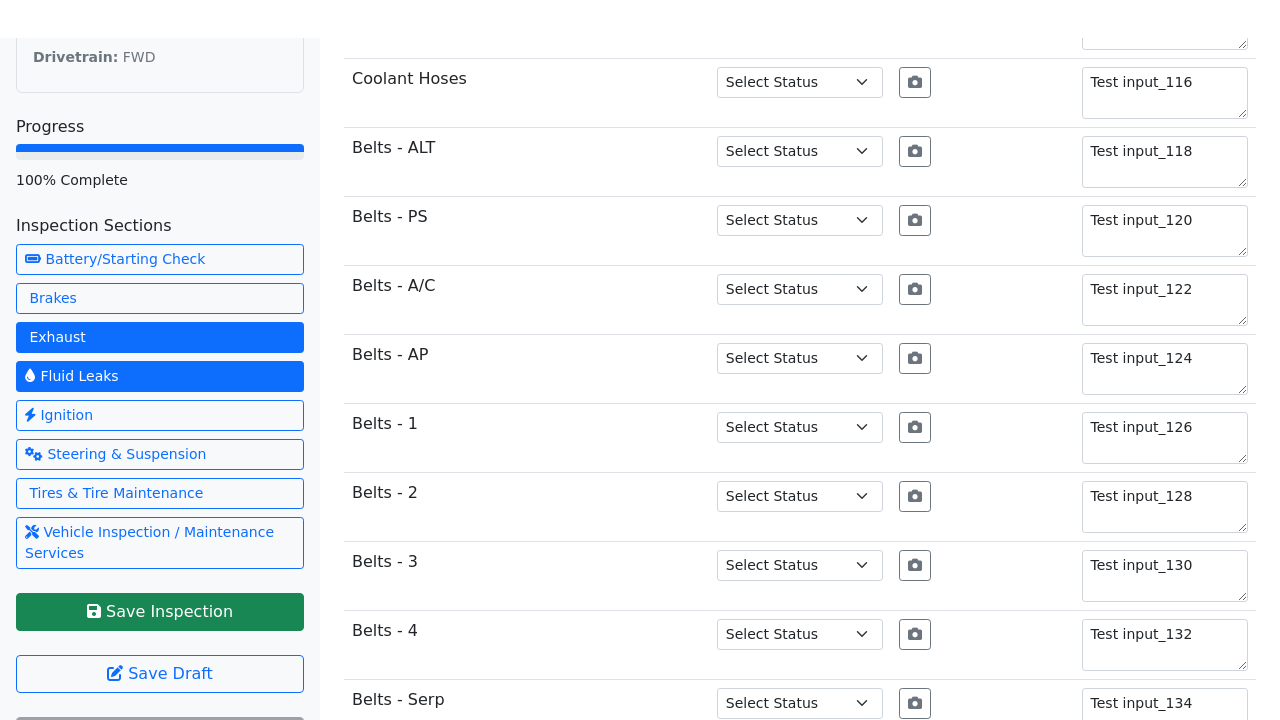 Drivetrain: FWD
Progress
100% Complete
Inspection Sections
Battery/Starting Check
Brakes
Exhaust
Fluid Leaks
Ignition
Steering & Suspension
Tires & Tire Maintenance
Vehicle Inspection / Maintenance
Services
Save Inspection
Save Draft
Coolant Hoses Select Status Test input_116
Belts - ALT Select Status Test input_118
Belts - PS Select Status Test input_120
Belts - A/C Select Status Test input_122
Belts - AP Select Status Test input_124
Belts - 1 Select Status Test input_126
Belts - 2 Select Status Test input_128
Belts - 3 Select Status Test input_130
Belts - 4 Select Status Test input_132
Belts - Serp Select Status Test input_134